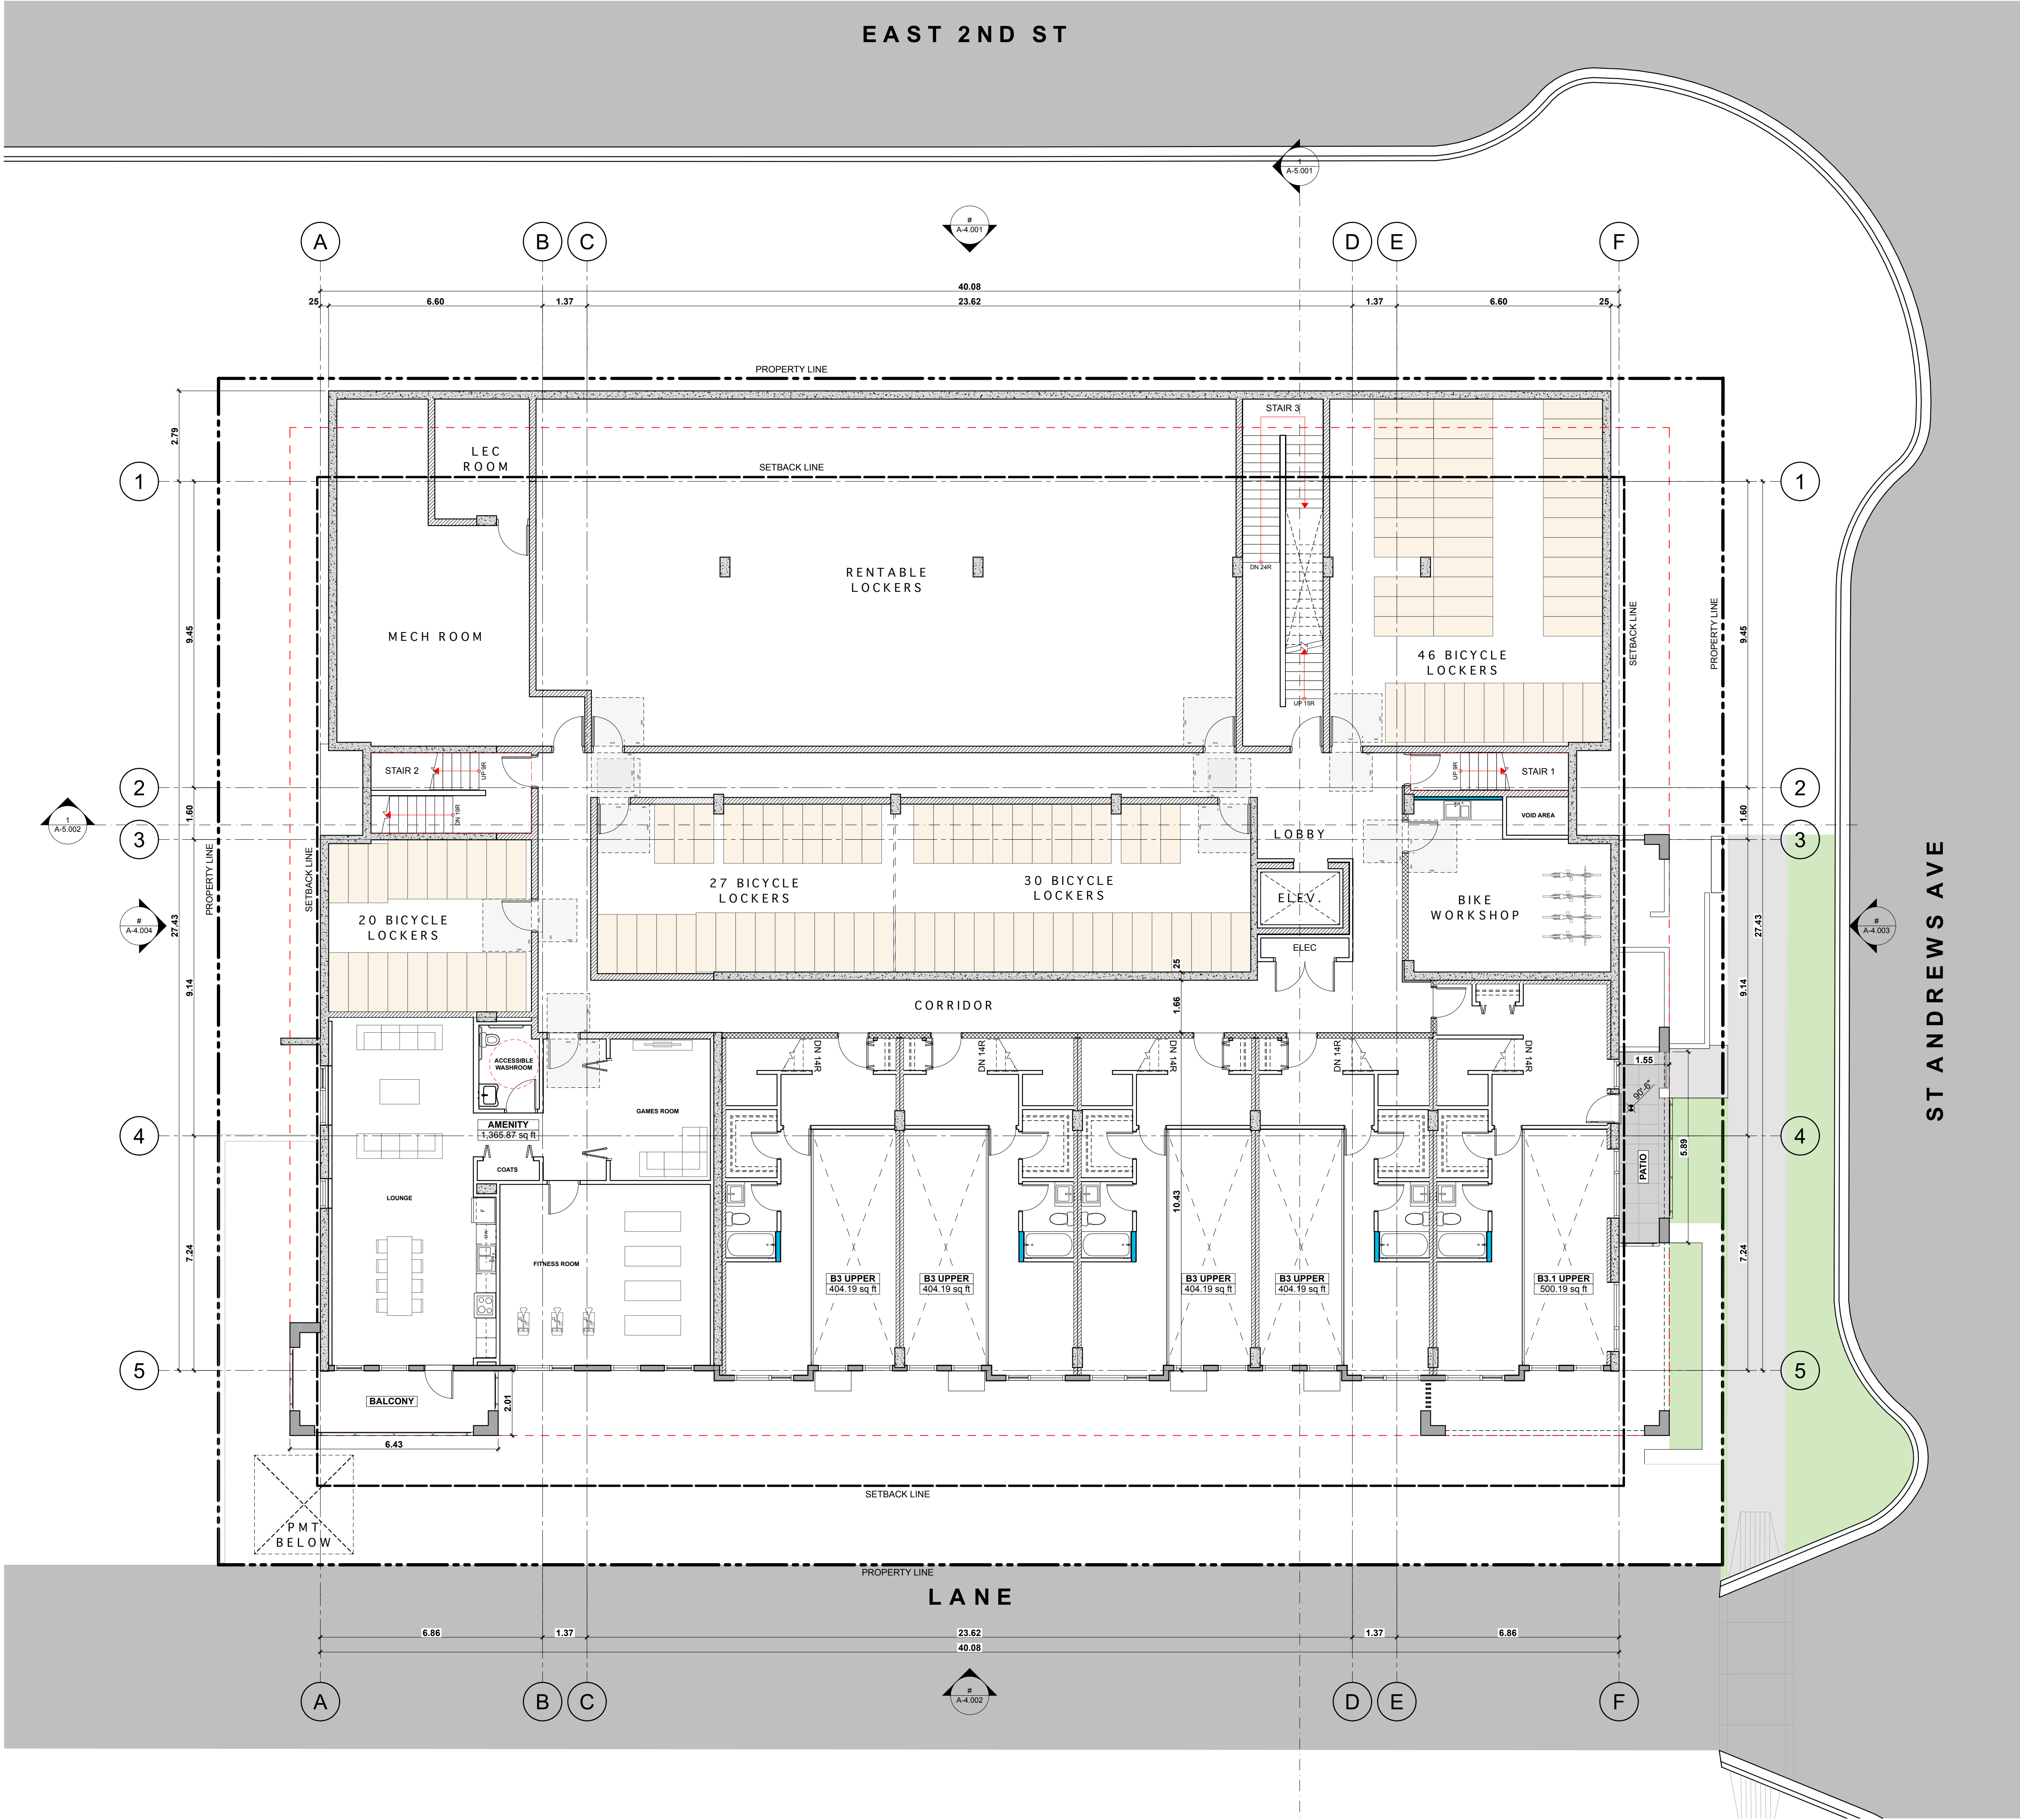 EAST 2ND ST
1
A-5.001
#
A-4.001
A
B
C
D
E
F
40.08
25
6.60
1.37
23.62
1.37
6.60
25
PROPERTY LINE
2.79
STAIR 3
LEC
ROOM
SETBACK LINE
1
1
DN 24R
RENTABLE
LOCKERS
SETBACK LINE
PROPERTY LINE
9.45
9.45
MECH ROOM
46 BICYCLE
LOCKERS
UP 15R
STAIR 2
UP 9R
UP 9R
STAIR 1
2
2
DN 19R
1.60
1.60
VOID AREA
1
A-5.002
LOBBY
3
3
PROPERTY LINE
SETBACK LINE
27 BICYCLE
LOCKERS
30 BICYCLE
LOCKERS
ELEV.
BIKE
WORKSHOP
20 BICYCLE
LOCKERS
#
A-4.004
27.43
27.43
#
A-4.003
ST ANDREWS AVE
ELEC
25
9.14
9.14
CORRIDOR
1.66
ACCESSIBLE
WASHROOM
DN 14R
DN 14R
DN 14R
DN 14R
DN 14R
1.55
90'-6"
GAMES ROOM
AMENITY
1,365.87 sq ft
4
4
5.89
PATIO
COATS
LOUNGE
10.43
F
DW
7.24
7.24
FITNESS ROOM
B3 UPPER
404.19 sq ft
B3 UPPER
404.19 sq ft
B3 UPPER
404.19 sq ft
B3 UPPER
404.19 sq ft
B3.1 UPPER
500.19 sq ft
5
5
BALCONY
2.01
6.43
SETBACK LINE
PMT
BELOW
PROPERTY LINE
LANE
6.86
1.37
23.62
1.37
6.86
40.08
A
B
C
D
E
F
#
A-4.002